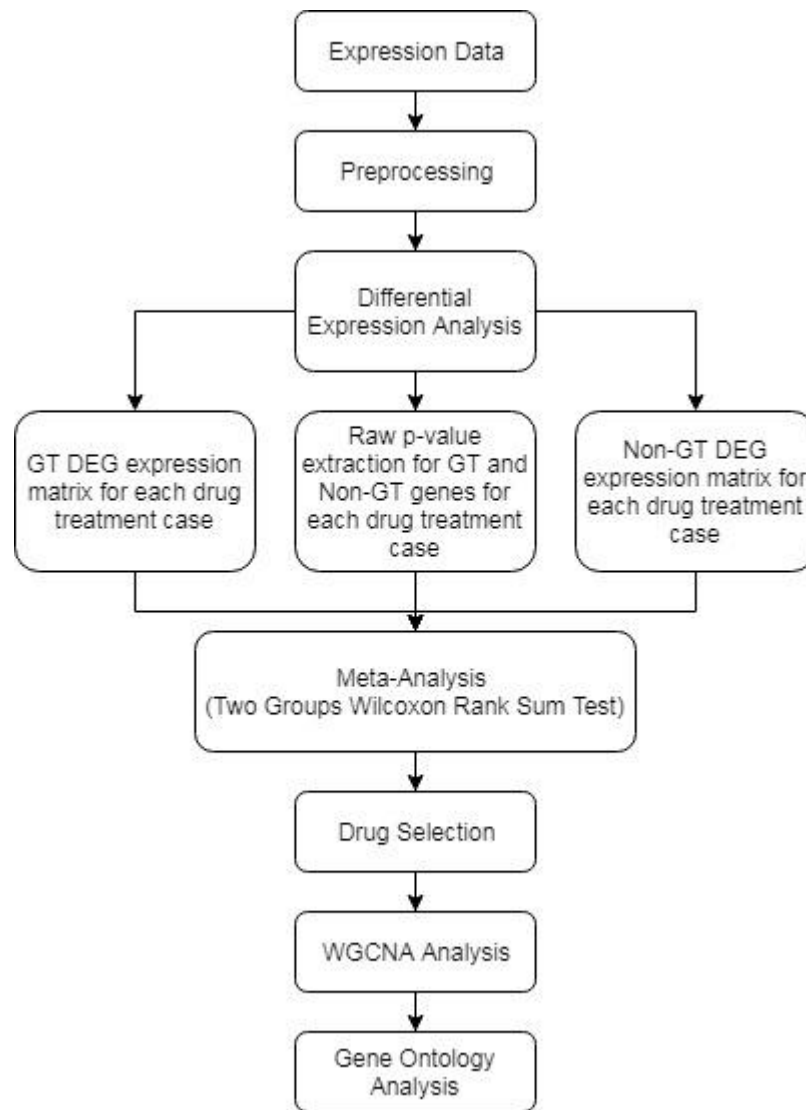 Expression Data
Preprocessing
Differential
Expression Analysis
GT DEG expression
matrix for each drug
treatment case
Raw p-value
extraction for GT and
Non-GT genes for
each drug treatment
case
Non-GT DEG
expression matrix for
each drug treatment
case
Meta-Analysis
(Two Groups Wilcoxon Rank Sum Test)
Drug Selection
WGCNA Analysis
Gene Ontology
Analysis